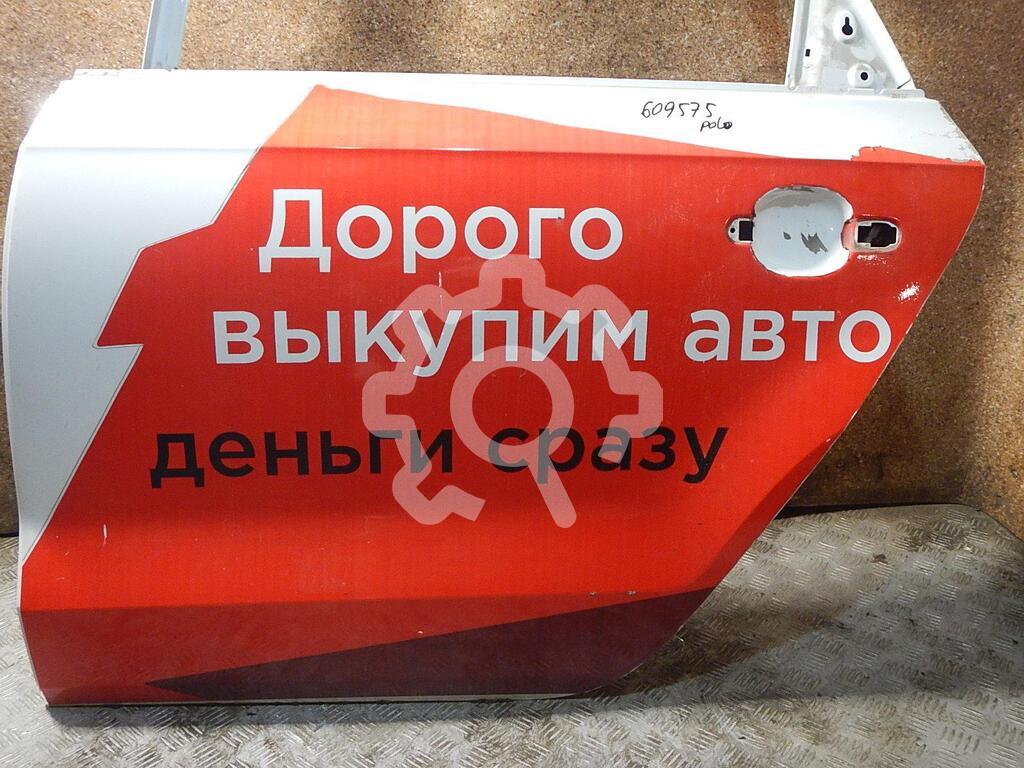 609575
polo
Дорого
выкупим авто
деньги сразу